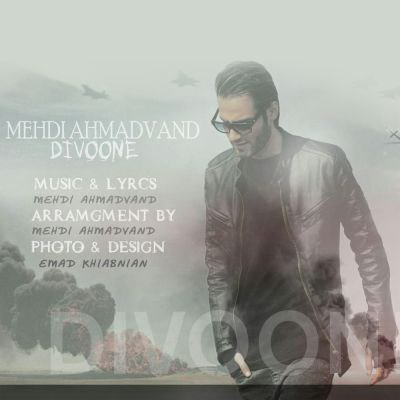 MEHDI AHMADVAND
DIVOONE
MUSIC & LYRCS
MEHDI AHMADVAND
ARRAMGMENT BY
MEHDI AHMADVAND
PHOTO & DESIGN
EMAD KHIABNIAN
DIVOON